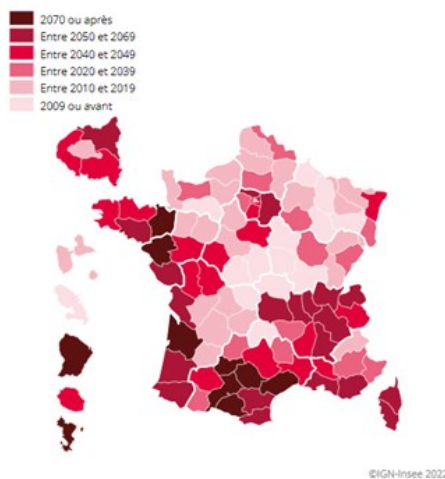 2070 ou après
Entre 2050 et 2069
Entre 2040 et 2049
Entre 2020 et 2039
Entre 2010 et 2019
2009 ou avant
©IGN-Insee 2022